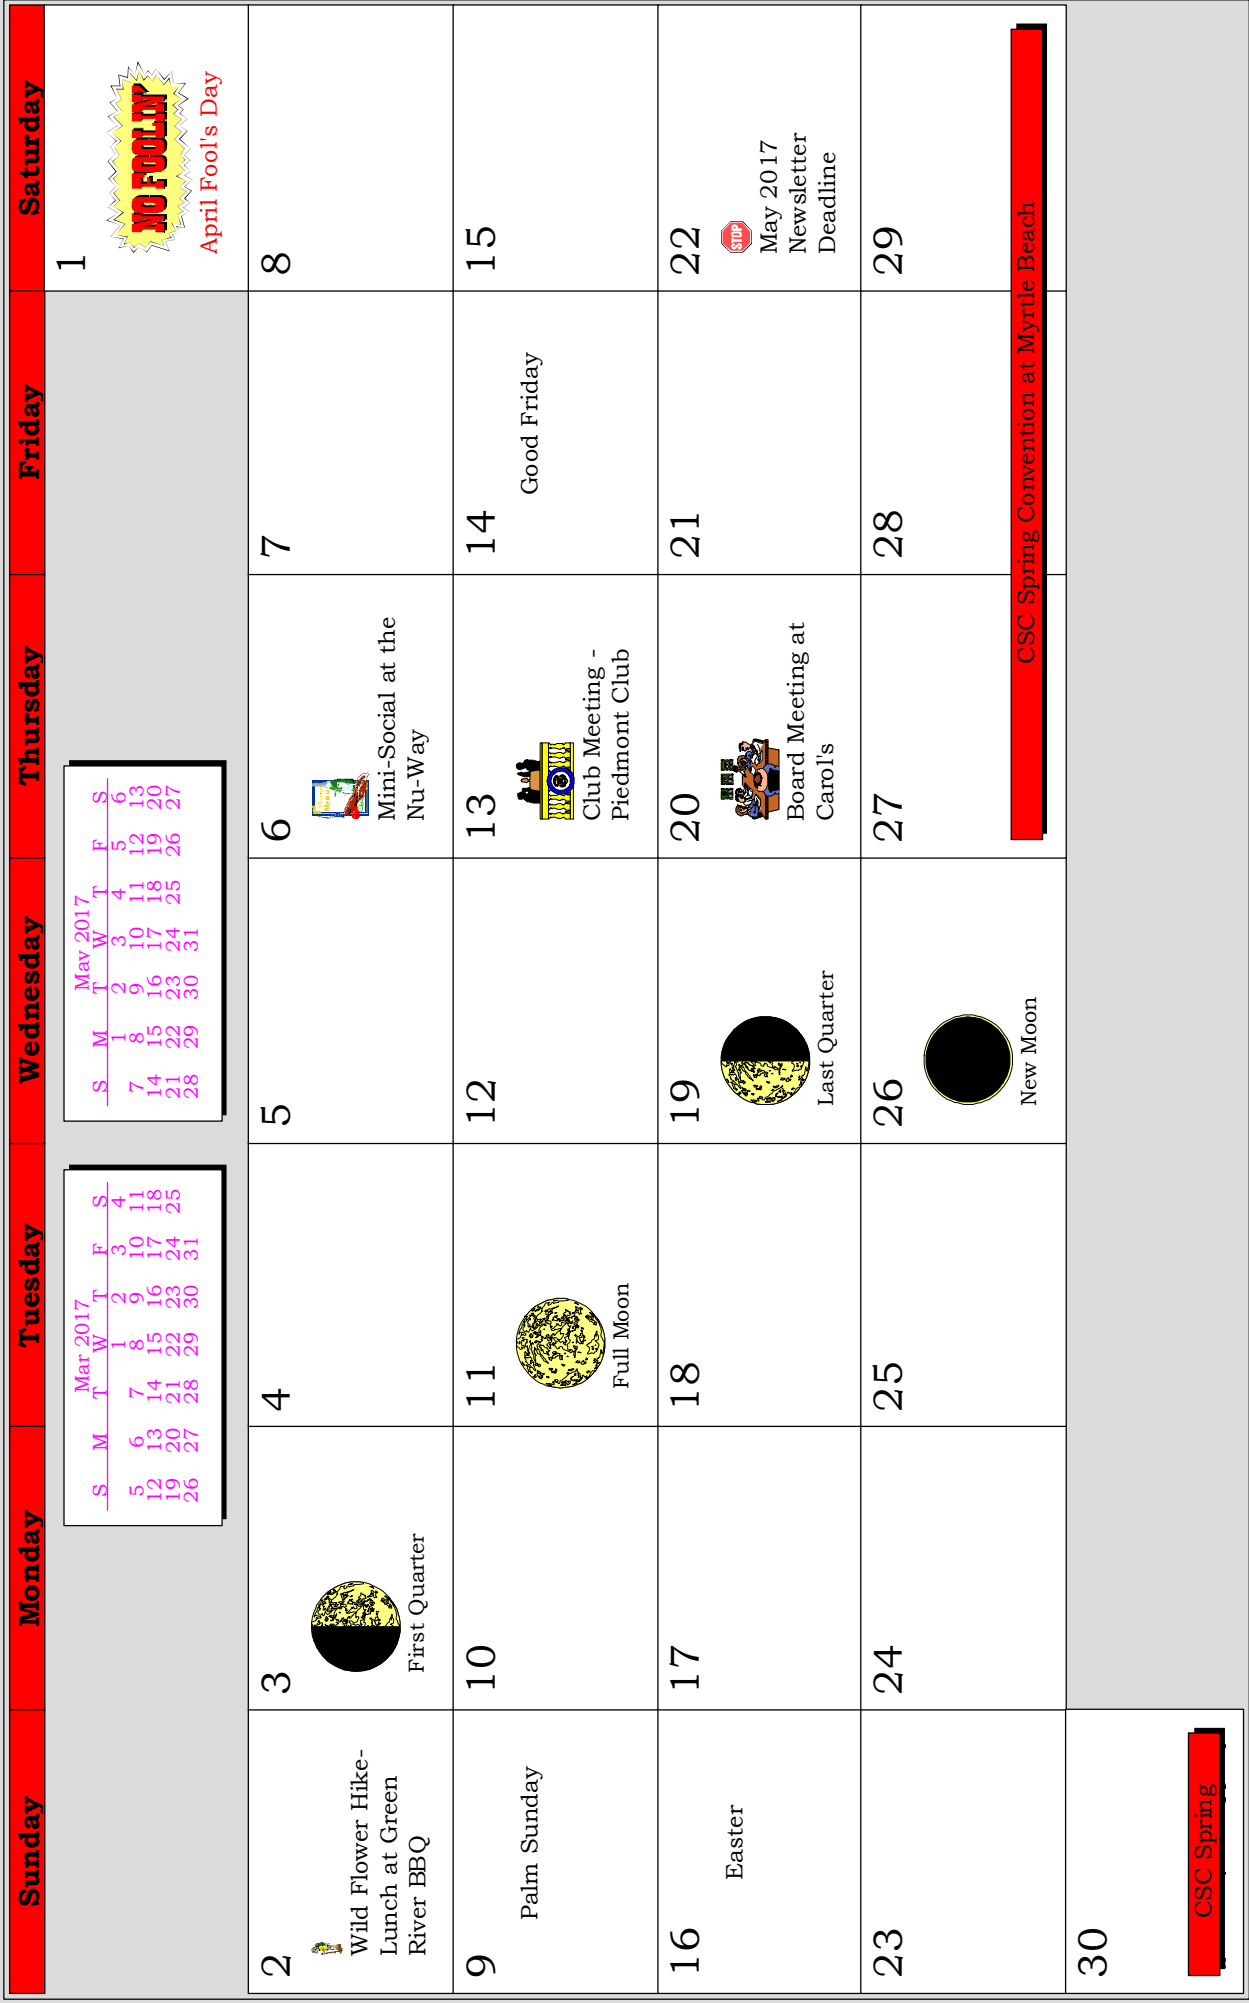 Sunday
Monday
Tuesday
Wednesday
Thursday
Friday
Saturday
Mar 2017
S M T W T F S
1 2 3 4
5 6 7 8 9 10 11
12 13 14 15 16 17 18
19 20 21 22 23 24 25
26 27 28 29 30 31
May 2017
S M T W T F S
1 2 3 4 5 6
7 8 9 10 11 12 13
14 15 16 17 18 19 20
21 22 23 24 25 26 27
28 29 30 31
1
NO FOOLIN'
April Fool's Day
2
Wild Flower Hike-
Lunch at Green
River BBQ
3
First Quarter
4
5
6
Mini-Social at the
Nu-Way
7
8
9
Palm Sunday
10
11
Full Moon
12
13
Club Meeting -
Piedmont Club
14
Good Friday
15
16
Easter
17
18
19
Last Quarter
20
Board Meeting at
Carol's
21
22
STOP
May 2017
Newsletter
Deadline
23
24
25
26
New Moon
27
28
29
CSC Spring Convention at Myrtle Beach
30
CSC Spring